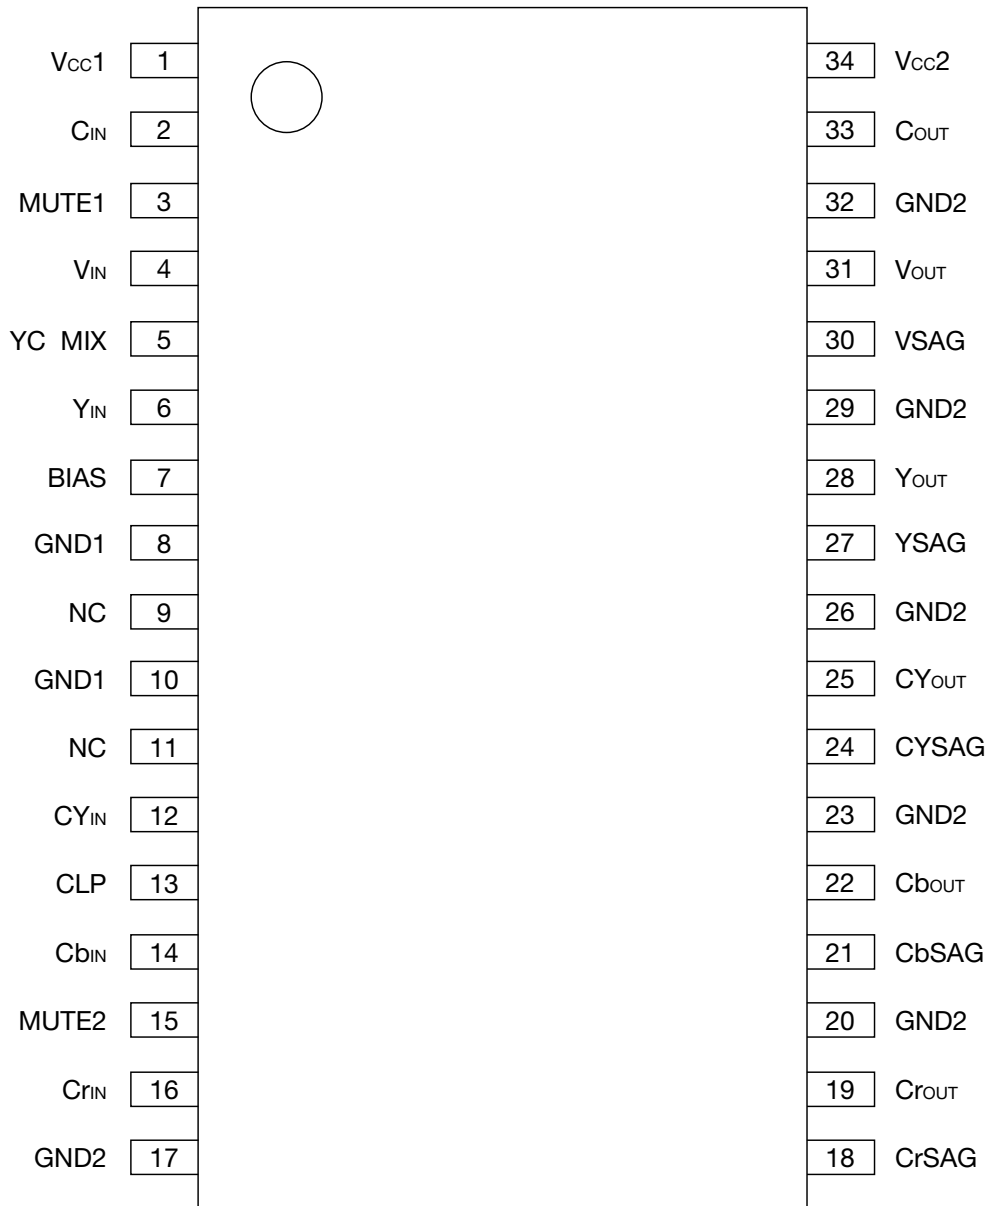 Vcc1 1 34 Vcc2
CIN 2 33 COUT
MUTE1 3 32 GND2
VIN 4 31 VOUT
YC MIX 5 30 VSAG
YIN 6 29 GND2
BIAS 7 28 YOUT
GND1 8 27 YSAG
NC 9 26 GND2
GND1 10 25 CYOUT
NC 11 24 CYSAG
CYIN 12 23 GND2
CLP 13 22 CbOUT
CbIN 14 21 CbSAG
MUTE2 15 20 GND2
CrIN 16 19 CrOUT
GND2 17 18 CrSAG